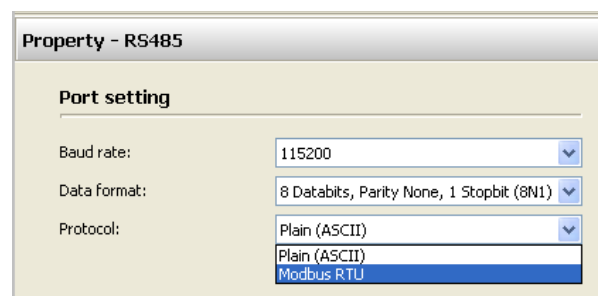 Property - RS485
Port setting
Baud rate: 115200
Data format: 8 Databits, Parity None, 1 Stopbit (8N1)
Protocol: Plain (ASCII)
Plain (ASCII)
Modbus RTU